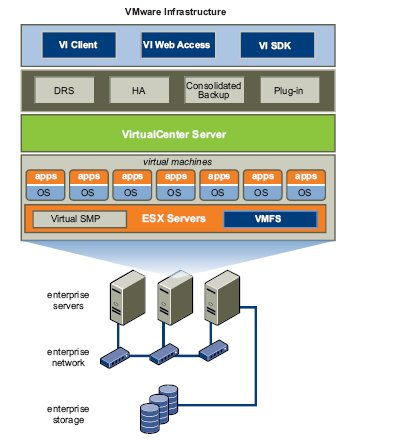 VMware Infrastructure
VI Client VI Web Access VI SDK
DRS HA Consolidated Backup Plug-in
VirtualCenter Server
virtual machines
apps apps apps apps apps apps apps
OS OS OS OS OS OS OS
Virtual SMP ESX Servers VMFS
enterprise
servers
enterprise
network
enterprise
storage